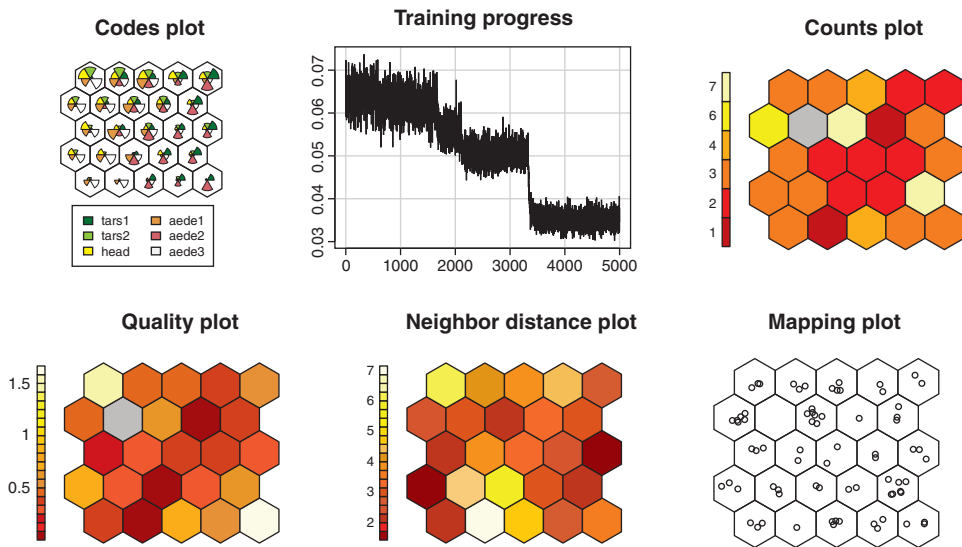 Codes plot
tars1
tars2
head
aede1
aede2
aede3
Training progress
0.07
0.06
0.05
0.04
0.03
0
1000
2000
3000
4000
5000
Counts plot
7
6
4
3
2
1
Quality plot
1.5
1
0.5
Neighbor distance plot
7
6
5
4
3
2
Mapping plot